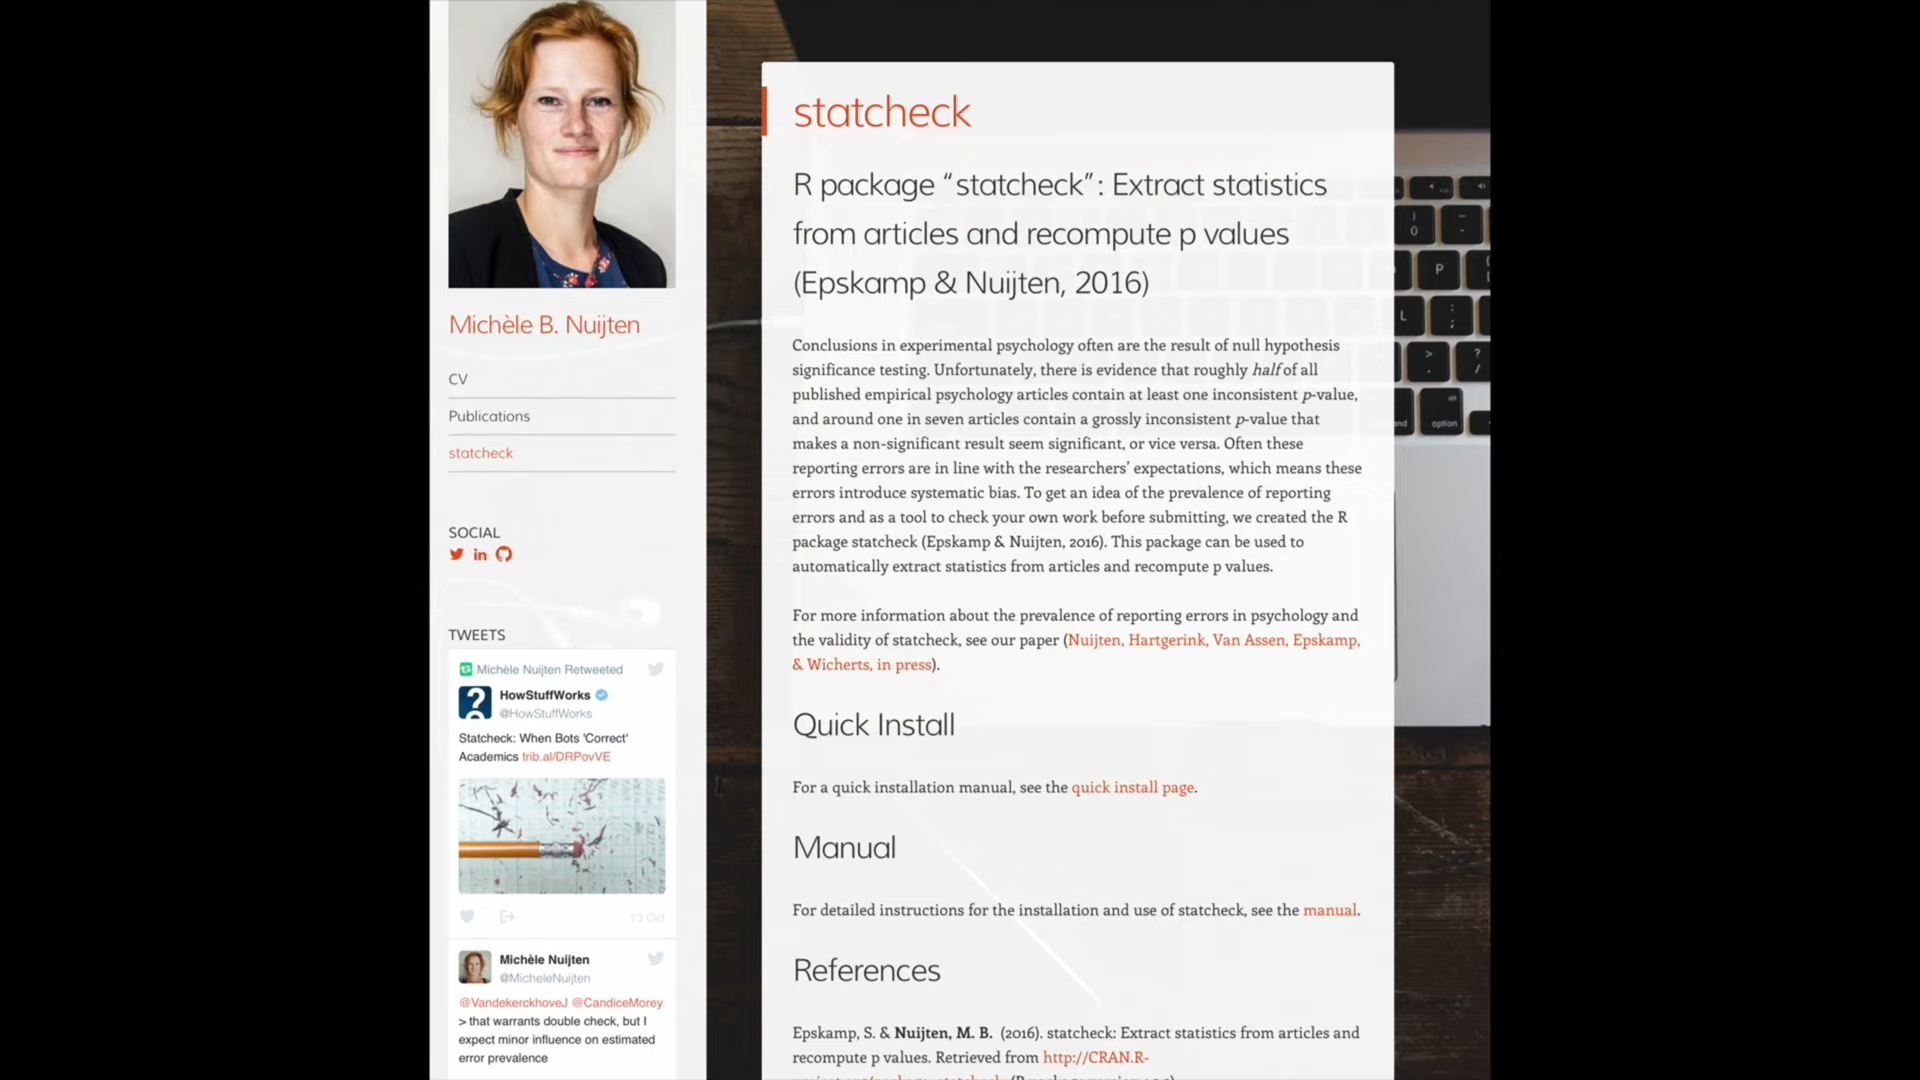 Michèle B. Nuijten
CV
Publications
statcheck
SOCIAL
TWEETS
Michèle Nuijten Retweeted
HowStuffWorks
@HowStuffWorks
Statcheck: When Bots 'Correct'
Academics trib.al/DRPovVE
13 Oct
Michèle Nuijten
@MicheleNuijten
@VandekerckhoveJ @CandiceMorey
> that warrants double check, but I
expect minor influence on estimated
error prevalence
statcheck
R package “statcheck”: Extract statistics
from articles and recompute p values
(Epskamp & Nuijten, 2016)
Conclusions in experimental psychology often are the result of null hypothesis
significance testing. Unfortunately, there is evidence that roughly half of all
published empirical psychology articles contain at least one inconsistent p-value,
and around one in seven articles contain a grossly inconsistent p-value that
makes a non-significant result seem significant, or vice versa. Often these
reporting errors are in line with the researchers’ expectations, which means these
errors introduce systematic bias. To get an idea of the prevalence of reporting
errors and as a tool to check your own work before submitting, we created the R
package statcheck (Epskamp & Nuijten, 2016). This package can be used to
automatically extract statistics from articles and recompute p values.
For more information about the prevalence of reporting errors in psychology and
the validity of statcheck, see our paper (Nuijten, Hartgerink, Van Assen, Epskamp,
& Wicherts, in press).
Quick Install
For a quick installation manual, see the quick install page.
Manual
For detailed instructions for the installation and use of statcheck, see the manual.
References
Epskamp, S. & Nuijten, M. B. (2016). statcheck: Extract statistics from articles and
recompute p values. Retrieved from http://CRAN.R-
) 0
P
L
option